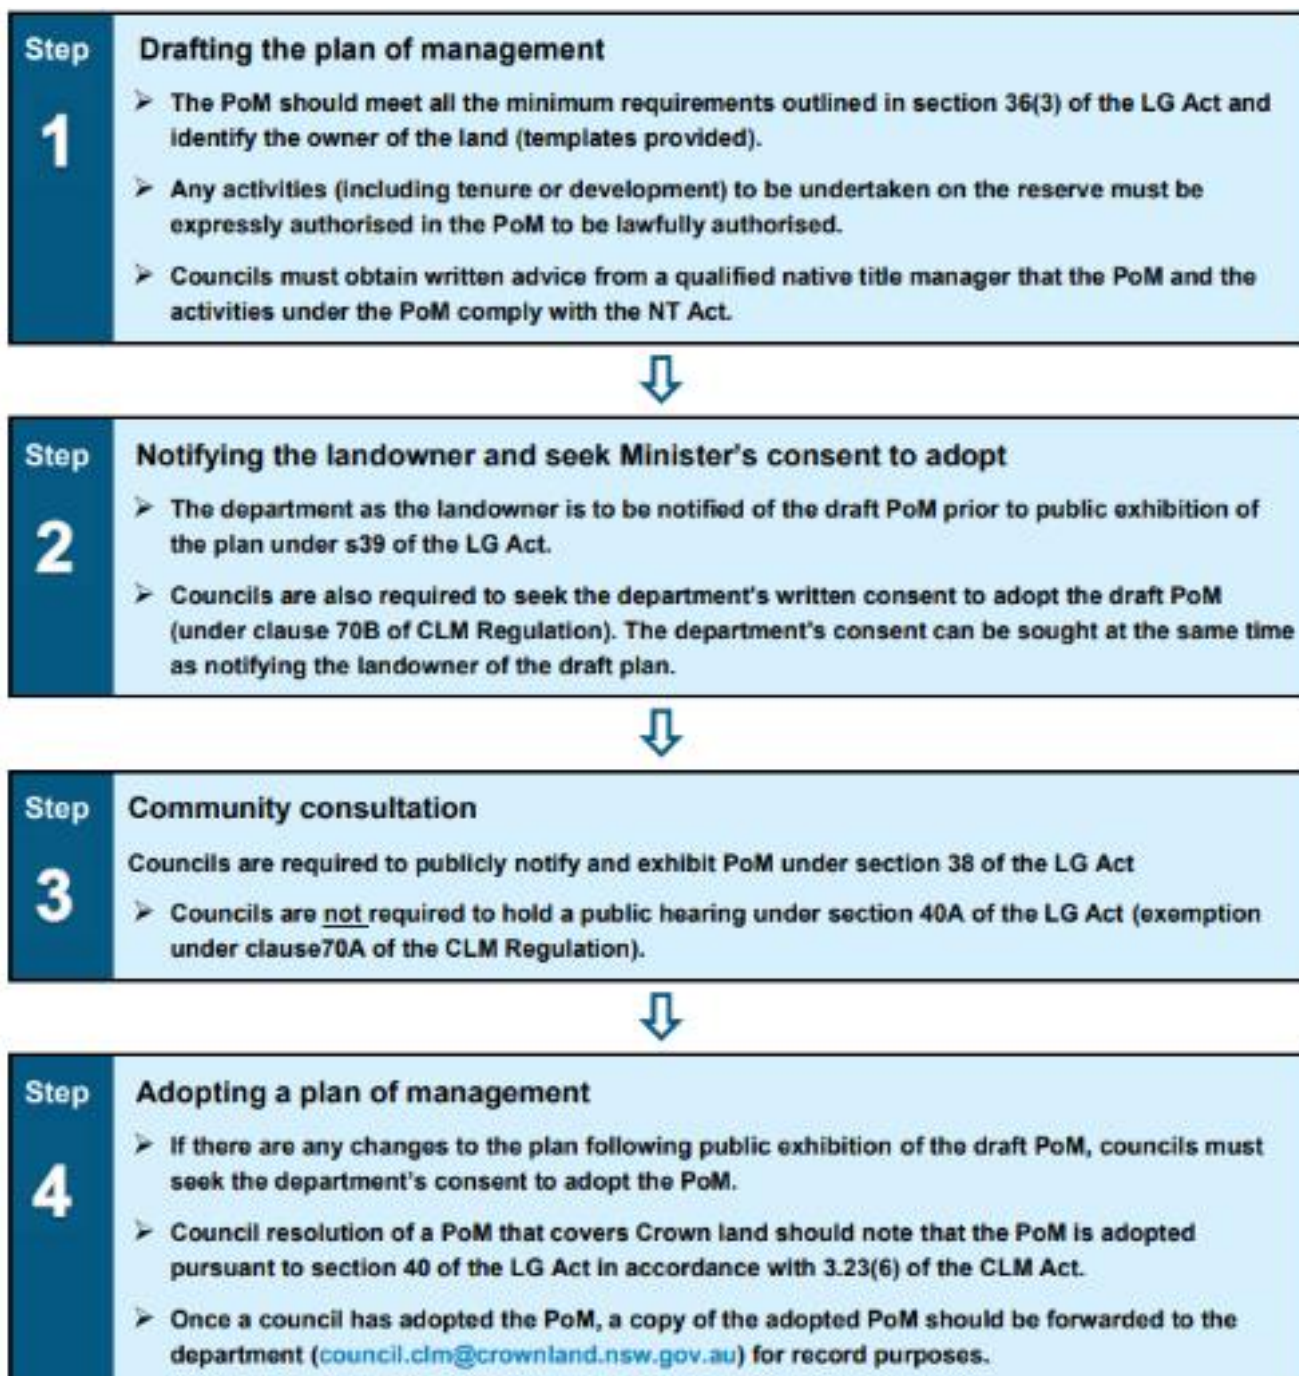 Step
1
Drafting the plan of management
➢ The PoM should meet all the minimum requirements outlined in section 36(3) of the LG Act and
identify the owner of the land (templates provided).
➢ Any activities (including tenure or development) to be undertaken on the reserve must be
expressly authorised in the PoM to be lawfully authorised.
➢ Councils must obtain written advice from a qualified native title manager that the PoM and the
activities under the PoM comply with the NT Act.
Step
2
Notifying the landowner and seek Minister's consent to adopt
➢ The department as the landowner is to be notified of the draft PoM prior to public exhibition of
the plan under s39 of the LG Act.
➢ Councils are also required to seek the department's written consent to adopt the draft PoM
(under clause 70B of CLM Regulation). The department's consent can be sought at the same time
as notifying the landowner of the draft plan.
Step
3
Community consultation
Councils are required to publicly notify and exhibit PoM under section 38 of the LG Act
➢ Councils are not required to hold a public hearing under section 40A of the LG Act (exemption
under clause70A of the CLM Regulation).
Step
4
Adopting a plan of management
➢ If there are any changes to the plan following public exhibition of the draft PoM, councils must
seek the department's consent to adopt the PoM.
➢ Council resolution of a PoM that covers Crown land should note that the PoM is adopted
pursuant to section 40 of the LG Act in accordance with 3.23(6) of the CLM Act.
➢ Once a council has adopted the PoM, a copy of the adopted PoM should be forwarded to the
department (council.clm@crownland.nsw.gov.au) for record purposes.